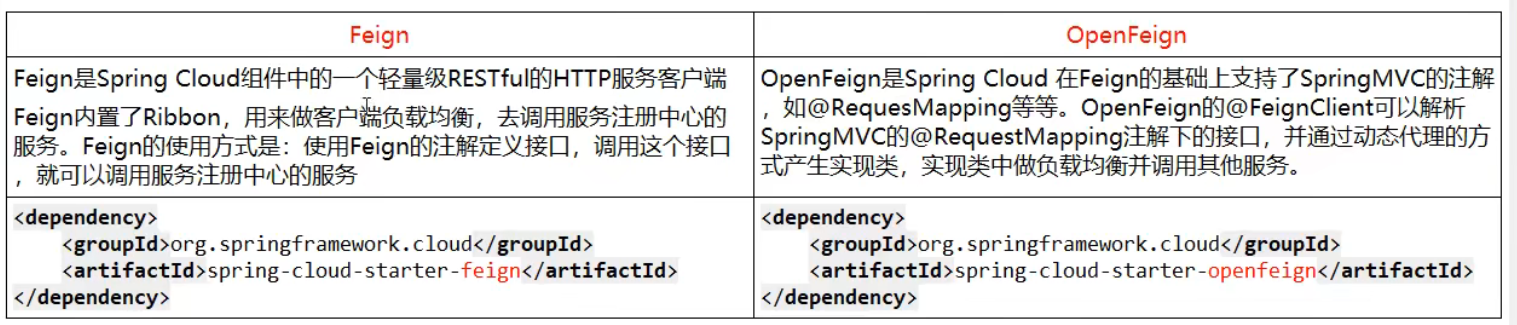 Feign
Feign是Spring Cloud组件中的一个轻量级RESTful的HTTP服务客户端
Feign内置了Ribbon，用来做客户端负载均衡，去调用服务注册中心的
服务。Feign的使用方式是：使用Feign的注解定义接口，调用这个接口
，就可以调用服务注册中心的服务
<dependency>
    <groupId>org.springframework.cloud</groupId>
    <artifactId>spring-cloud-starter-feign</artifactId>
</dependency>
OpenFeign
OpenFeign是Spring Cloud 在Feign的基础上支持了SpringMVC的注解
，如@RequesMapping等等。OpenFeign的@FeignClient可以解析
SpringMVC的@RequestMapping注解下的接口，并通过动态代理的方
式产生实现类，实现类中做负载均衡并调用其他服务。
<dependency>
    <groupId>org.springframework.cloud</groupId>
    <artifactId>spring-cloud-starter-openfeign</artifactId>
</dependency>